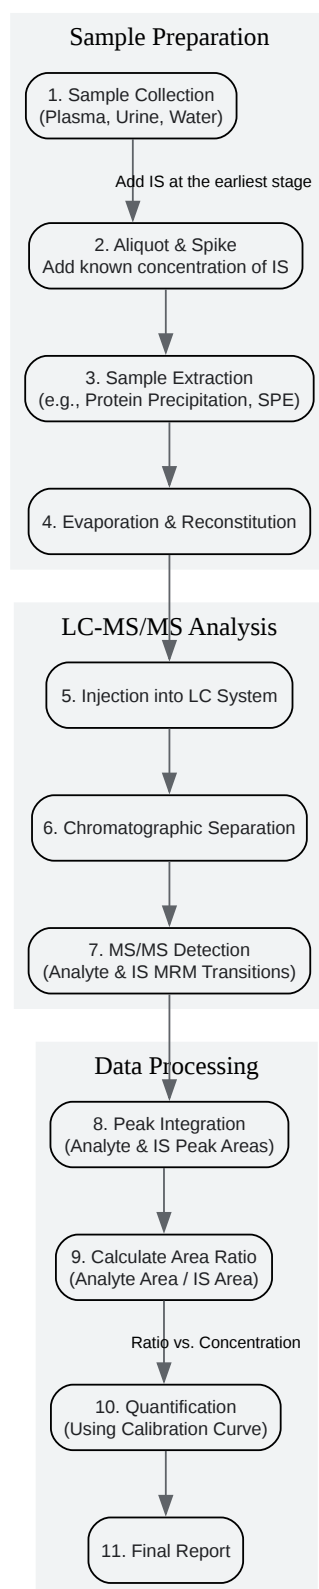 Sample Preparation
1. Sample Collection
(Plasma, Urine, Water)
Add IS at the earliest stage
2. Aliquot & Spike
Add known concentration of IS
3. Sample Extraction
(e.g., Protein Precipitation, SPE)
4. Evaporation & Reconstitution
LC-MS/MS Analysis
5. Injection into LC System
6. Chromatographic Separation
7. MS/MS Detection
(Analyte & IS MRM Transitions)
Data Processing
8. Peak Integration
(Analyte & IS Peak Areas)
9. Calculate Area Ratio
(Analyte Area / IS Area)
Ratio vs. Concentration
10. Quantification
(Using Calibration Curve)
11. Final Report